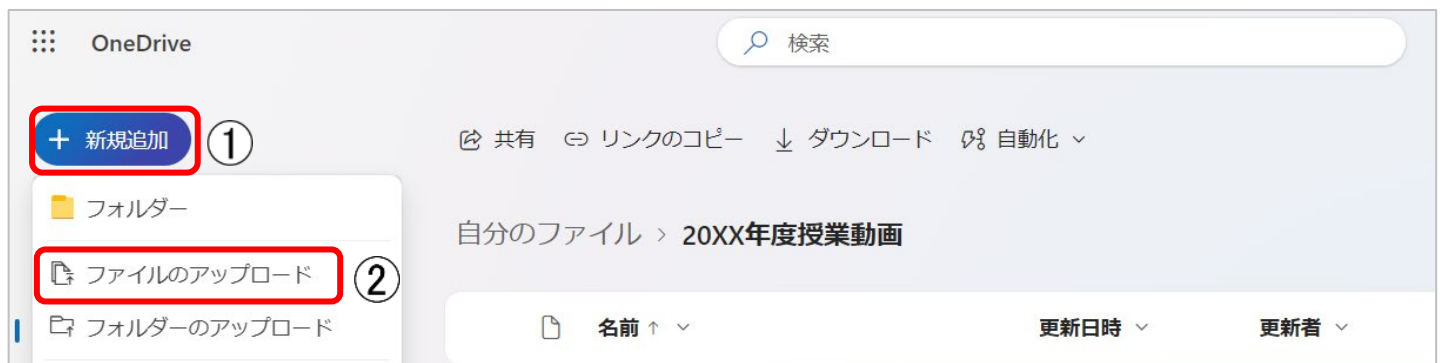 OneDrive
検索
+ 新規追加 ①
共有 リンクのコピー ダウンロード 自動化
フォルダー
自分のファイル > 20XX年度授業動画
ファイルのアップロード ②
フォルダーのアップロード
名前 ↑ 更新日時 更新者